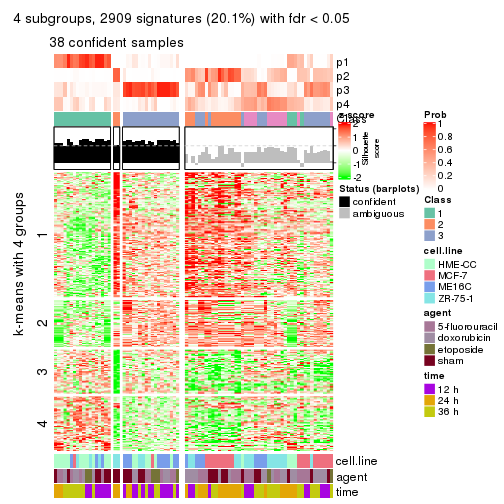 4 subgroups, 2909 signatures (20.1%) with fdr < 0.05
38 confident samples
p1
p2
p3
p4
Class
z-score
2
1
0
-1
-2
Silhouette
score
Prob
1
0.8
0.6
0.4
0.2
0
Status (barplots)
confident
ambiguous
Class
1
2
3
cell.line
HME-CC
MCF-7
ME16C
ZR-75-1
agent
5-fluorouracil
doxorubicin
etoposide
sham
time
12 h
24 h
36 h
k-means with 4 groups
1
2
3
4
cell.line
agent
time